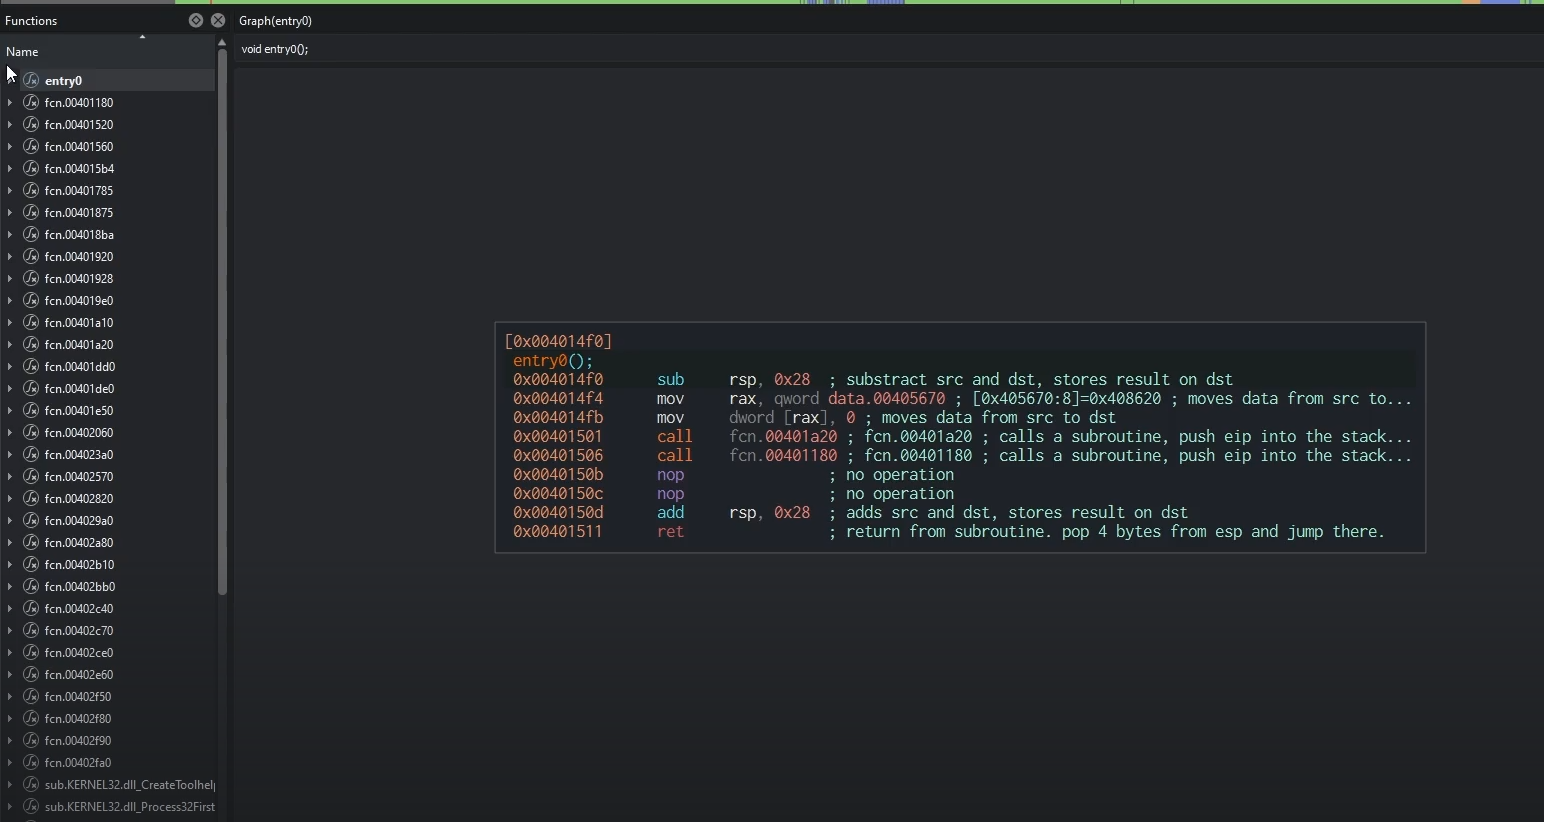 Functions
Name
entry0
fcn.00401180
fcn.00401520
fcn.00401560
fcn.004015b4
fcn.00401785
fcn.00401875
fcn.004018ba
fcn.00401920
fcn.00401928
fcn.004019e0
fcn.00401a10
fcn.00401a20
fcn.00401dd0
fcn.00401de0
fcn.00401e50
fcn.00402060
fcn.004023a0
fcn.00402570
fcn.00402820
fcn.004029a0
fcn.00402a80
fcn.00402b10
fcn.00402bb0
fcn.00402c40
fcn.00402c70
fcn.00402ce0
fcn.00402e60
fcn.00402f50
fcn.00402f80
fcn.00402f90
fcn.00402fa0
sub.KERNEL32.dll_CreateToolhel
sub.KERNEL32.dll_Process32First
Graph(entry0)
void entry0();
[0x004014f0]
entry0();
0x004014f0 sub rsp, 0x28 ; substract src and dst, stores result on dst
0x004014f4 mov rax, qword data.00405670 ; [0x405670:8]=0x408620 ; moves data from src to...
0x004014fb mov dword [rax], 0 ; moves data from src to dst
0x00401501 call fcn.00401a20 ; fcn.00401a20 ; calls a subroutine, push eip into the stack...
0x00401506 call fcn.00401180 ; fcn.00401180 ; calls a subroutine, push eip into the stack...
0x0040150b nop ; no operation
0x0040150c nop ; no operation
0x0040150d add rsp, 0x28 ; adds src and dst, stores result on dst
0x00401511 ret ; return from subroutine. pop 4 bytes from esp and jump there.